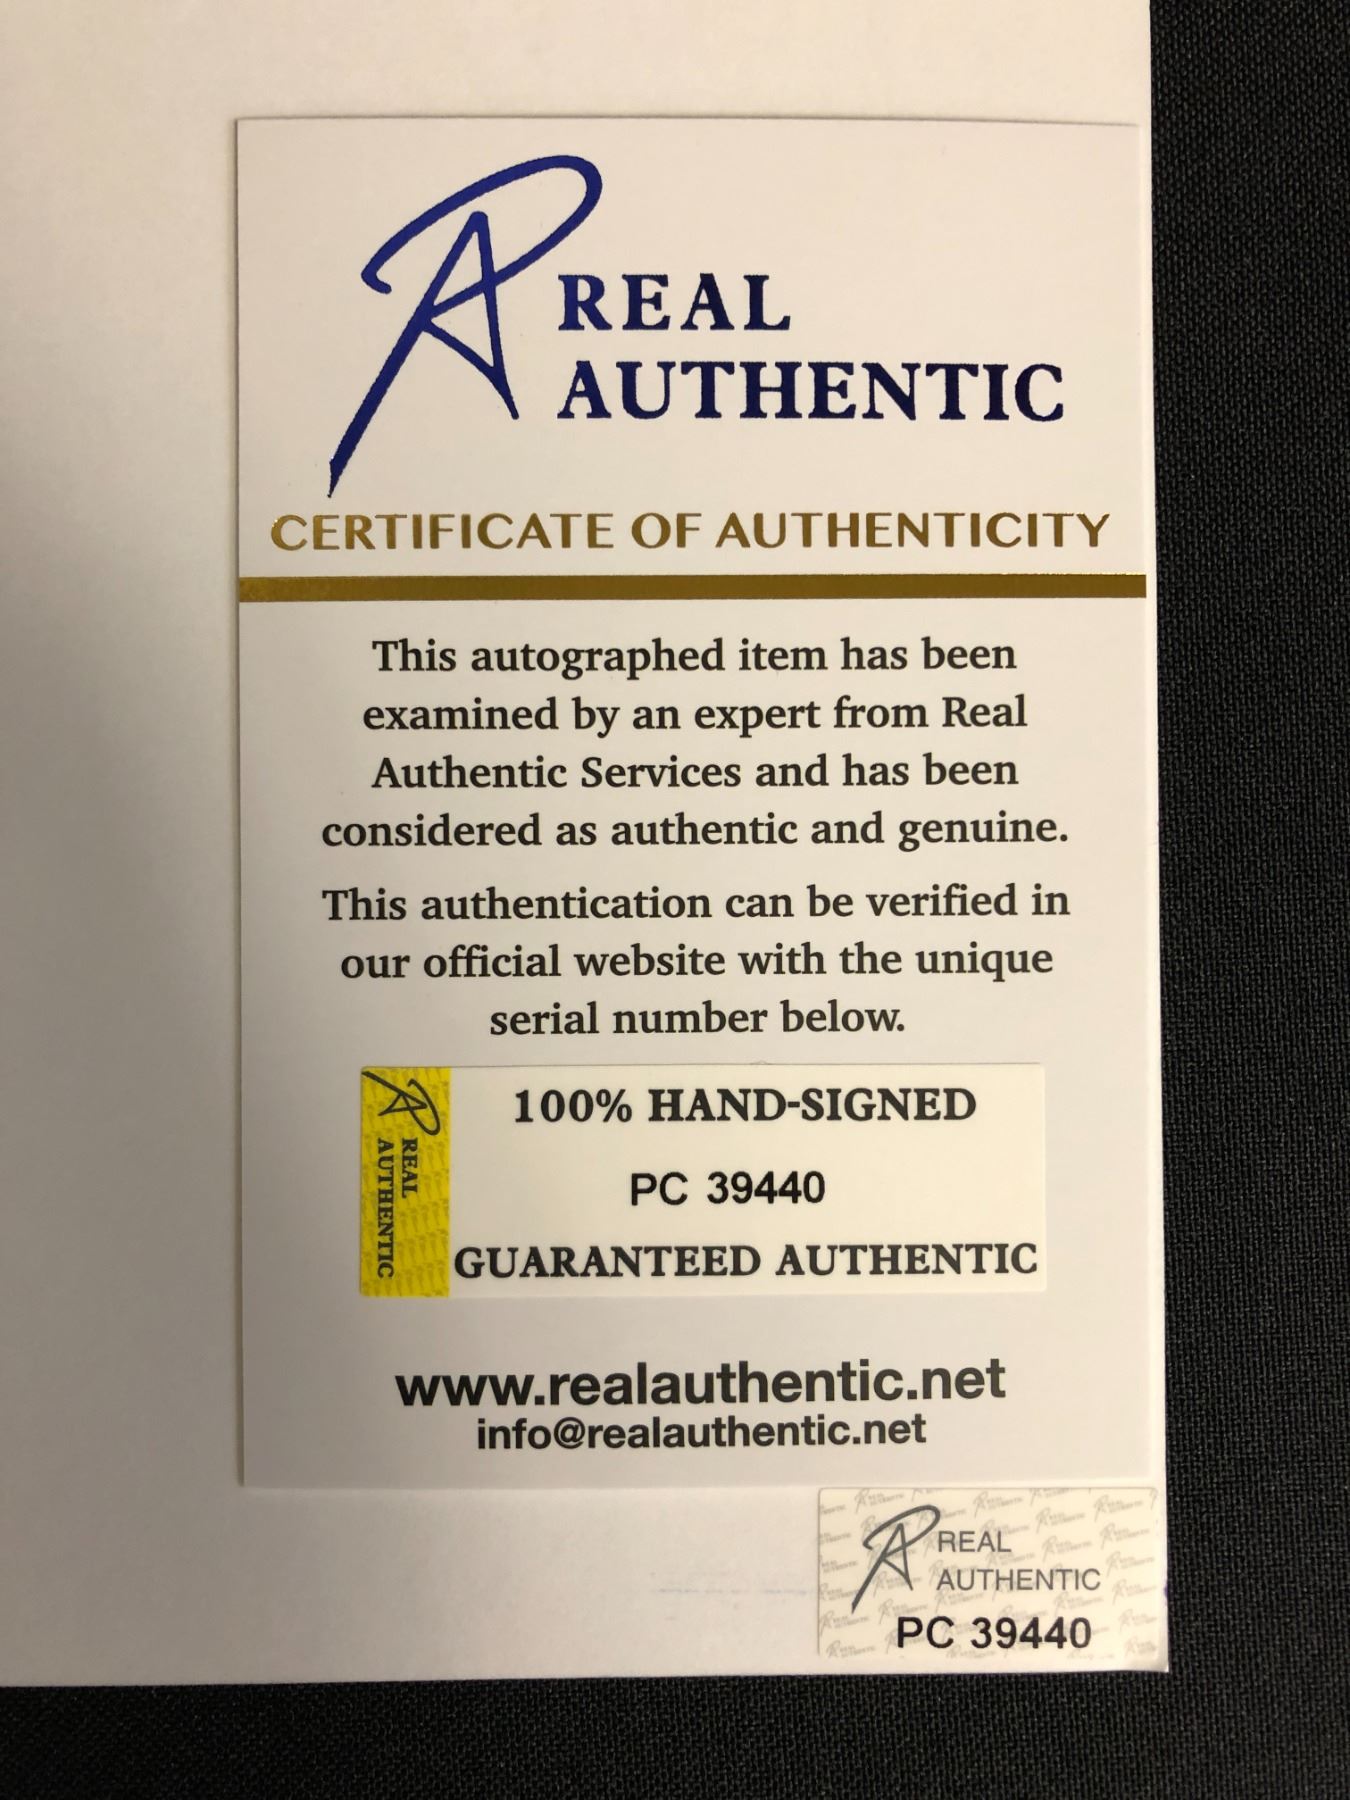 REAL
AUTHENTIC
CERTIFICATE OF AUTHENTICITY
This autographed item has been
examined by an expert from Real
Authentic Services and has been
considered as authentic and genuine.
This authentication can be verified in
our official website with the unique
serial number below.
REAL
AUTHENTIC
100% HAND-SIGNED
PC 39440
GUARANTEED AUTHENTIC
www.realauthentic.net
info@realauthentic.net
REAL
AUTHENTIC
PC 39440